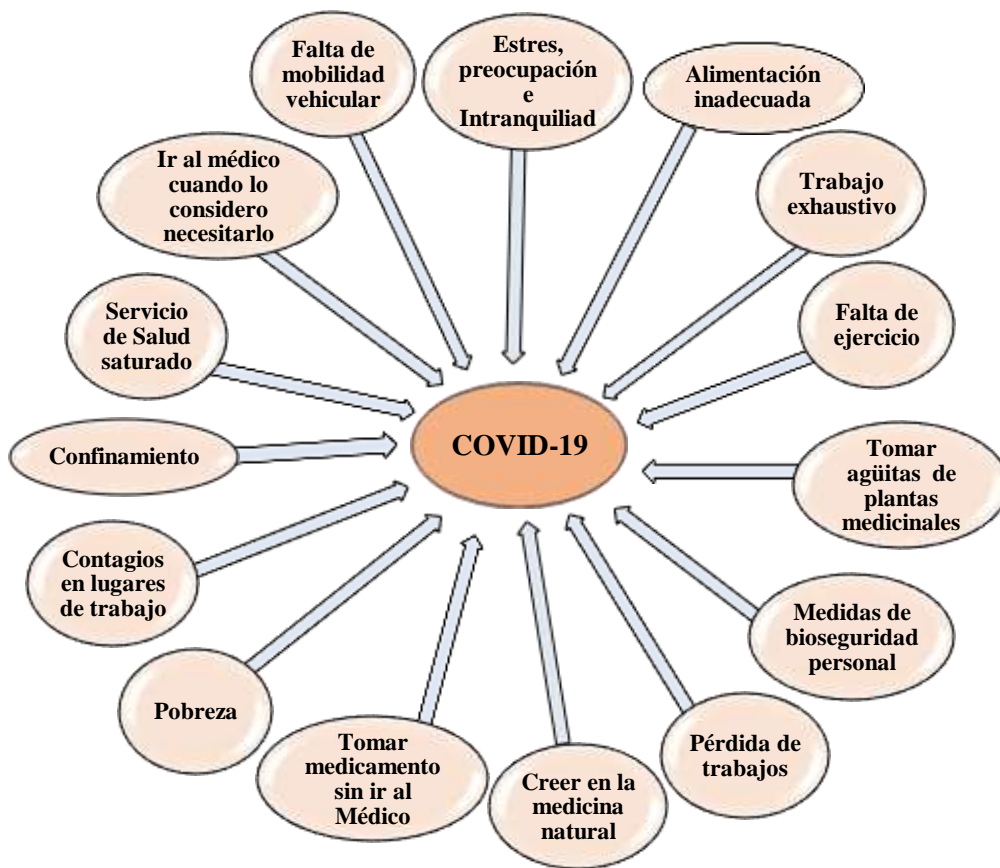 Estres,
preocupación
e
Intranquiliad
Alimentación
inadecuada
Trabajo
exhaustivo
Falta de
ejercicio
Tomar
agüitas de
plantas
medicinales
Medidas de
bioseguridad
personal
Pérdida de
trabajos
Creer en la
medicina
natural
Tomar
medicamento
sin ir al
Médico
Pobreza
Contagios
en lugares
de trabajo
Confinamiento
Servicio
de Salud
saturado
Ir al médico
cuando lo
considero
necesitarlo
Falta de
mobilidad
vehicular
COVID-19